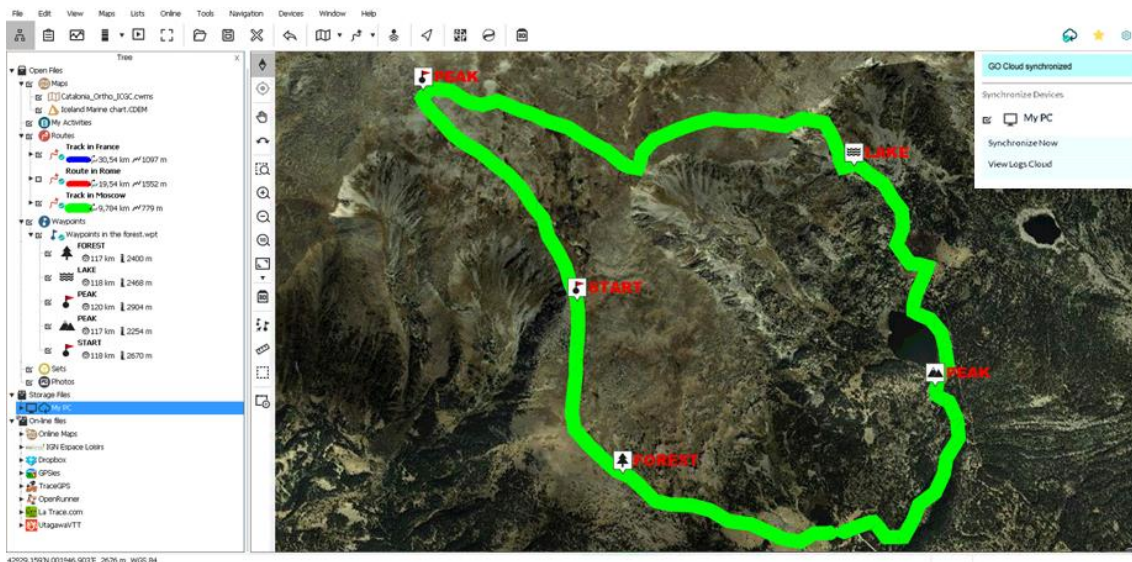 File Edit View Maps Lists Online Tools Navigation Devices Window Help
Tree X
Open Files
Maps
Catalonia_Ortho_ICGC.cwms
Iceland Marine chart.CDEM
My Activities
Routes
Track in France
30,54 km 1097 m
Route in Rome
19,54 km 1552 m
Track in Moscow
9,784 km 779 m
Waypoints
Waypoints in the forest.wpt
FOREST
117 km 2400 m
LAKE
118 km 2468 m
PEAK
120 km 2904 m
PEAK
117 km 2254 m
START
118 km 2670 m
Sets
Photos
Storage Files
My PC
On-line files
Online Maps
IGN Espace Loisirs
Dropbox
GPSies
TraceGPS
OpenRunner
La Trace.com
UtagawaVTT
PEAK
LAKE
START
PEAK
FOREST
GO Cloud synchronized
Synchronize Devices
My PC
Synchronize Now
View Logs Cloud
2676 m, WGS 84